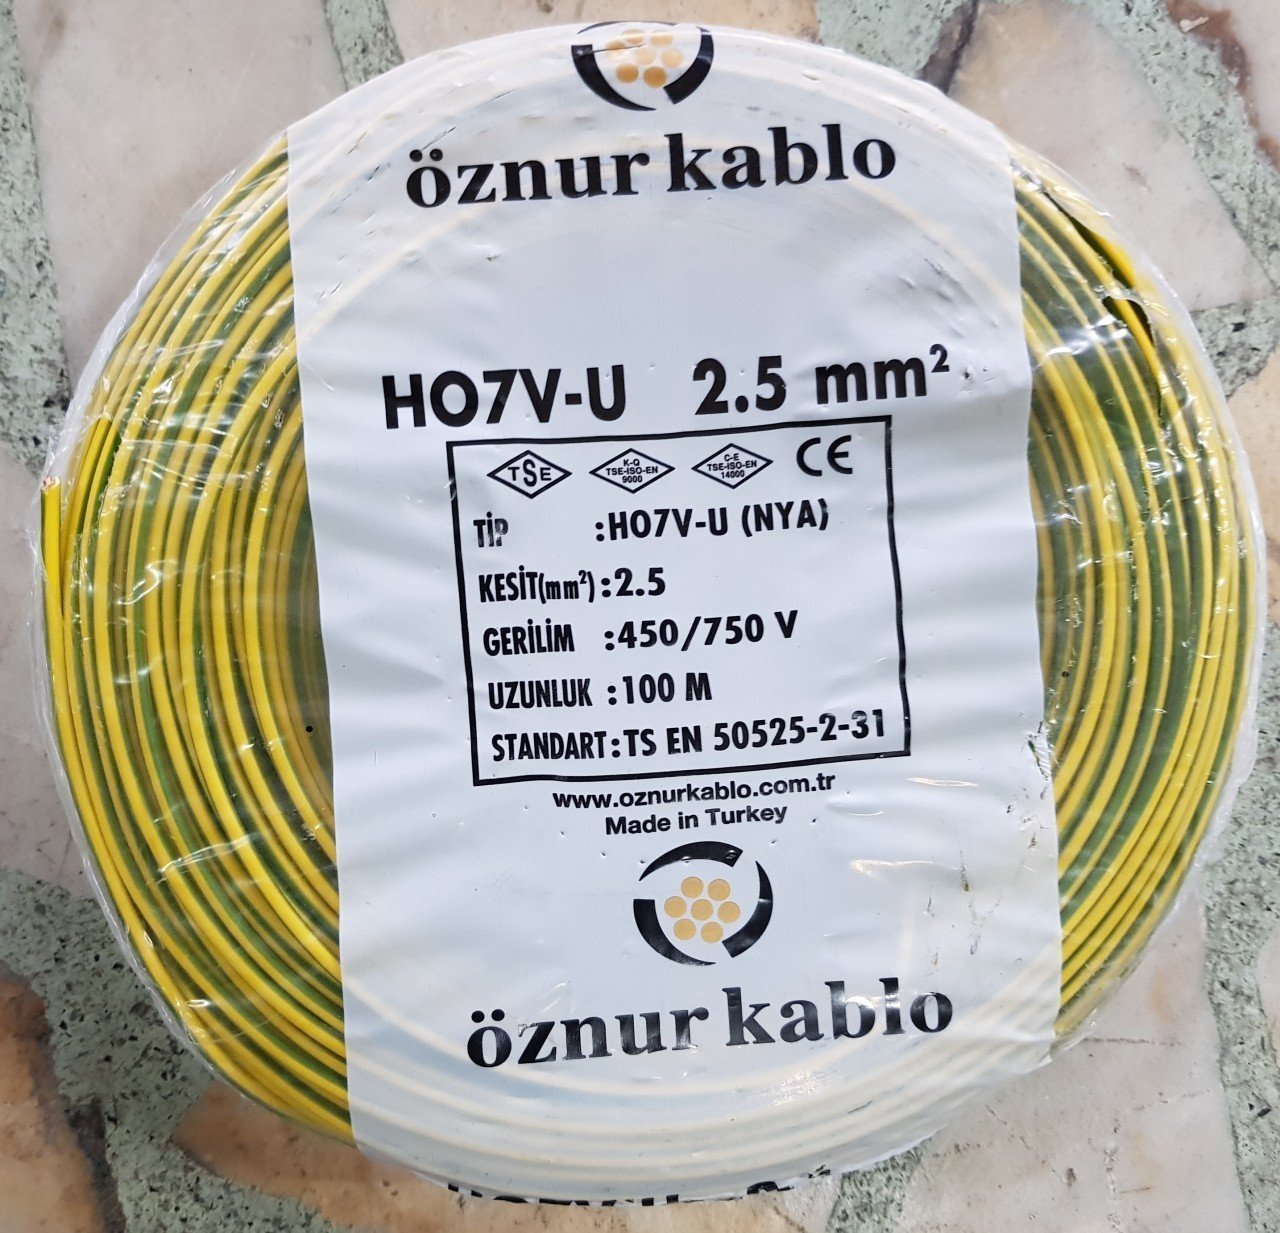 öznur kablo
HO7V-U 2.5 mm²
TSE
K-Q
TSE-ISO-EN
9000
C-E
TSE-ISO-EN
14000
CE
TİP :HO7V-U (NYA)
KESİT(mm²):2.5
GERİLİM :450/750 V
UZUNLUK :100 M
STANDART:TS EN 50525-2-31
www.oznurkablo.com.tr
Made in Turkey
öznur kablo